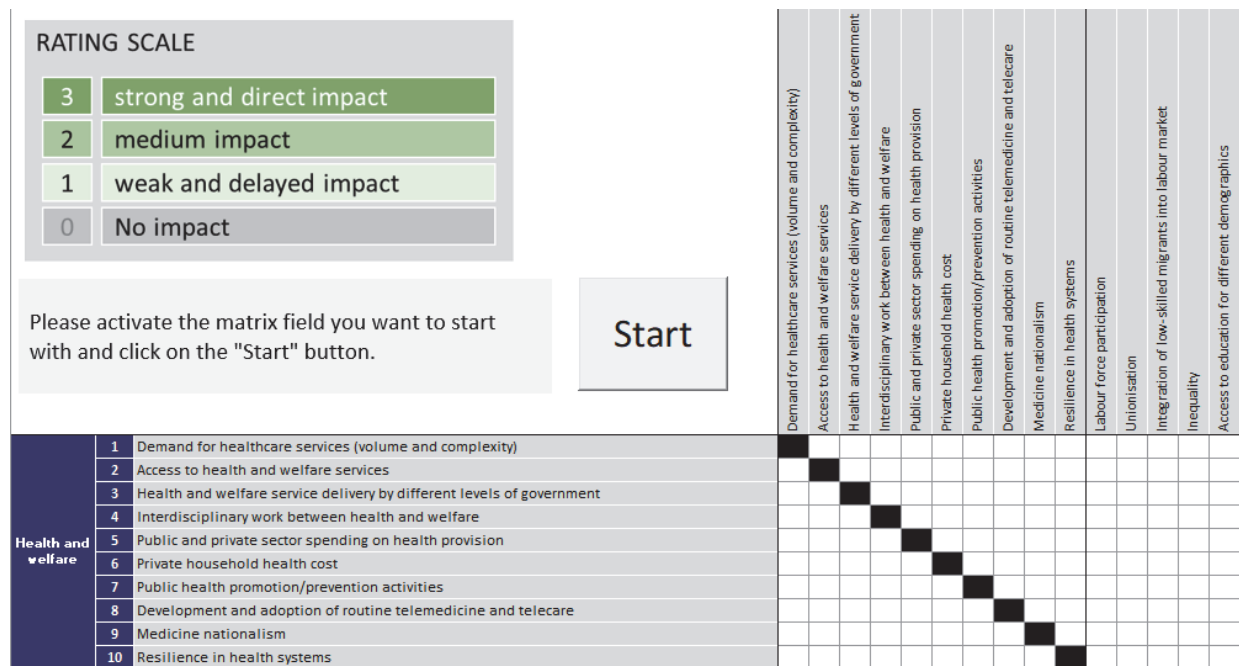 RATING SCALE
3 strong and direct impact
2 medium impact
1 weak and delayed impact
0 No impact
Please activate the matrix field you want to start
with and click on the "Start" button.
Start
Demand for healthcare services (volume and complexity)
Access to health and welfare services
Health and welfare service delivery by different levels of government
Interdisciplinary work between health and welfare
Public and private sector spending on health provision
Private household health cost
Public health promotion/prevention activities
Development and adoption of routine telemedicine and telecare
Medicine nationalism
Resilience in health systems
Labour force participation
Unionisation
Integration of low-skilled migrants into labour market
Inequality
Access to education for different demographics
Health and
welfare
1 Demand for healthcare services (volume and complexity)
2 Access to health and welfare services
3 Health and welfare service delivery by different levels of government
4 Interdisciplinary work between health and welfare
5 Public and private sector spending on health provision
6 Private household health cost
7 Public health promotion/prevention activities
8 Development and adoption of routine telemedicine and telecare
9 Medicine nationalism
10 Resilience in health systems